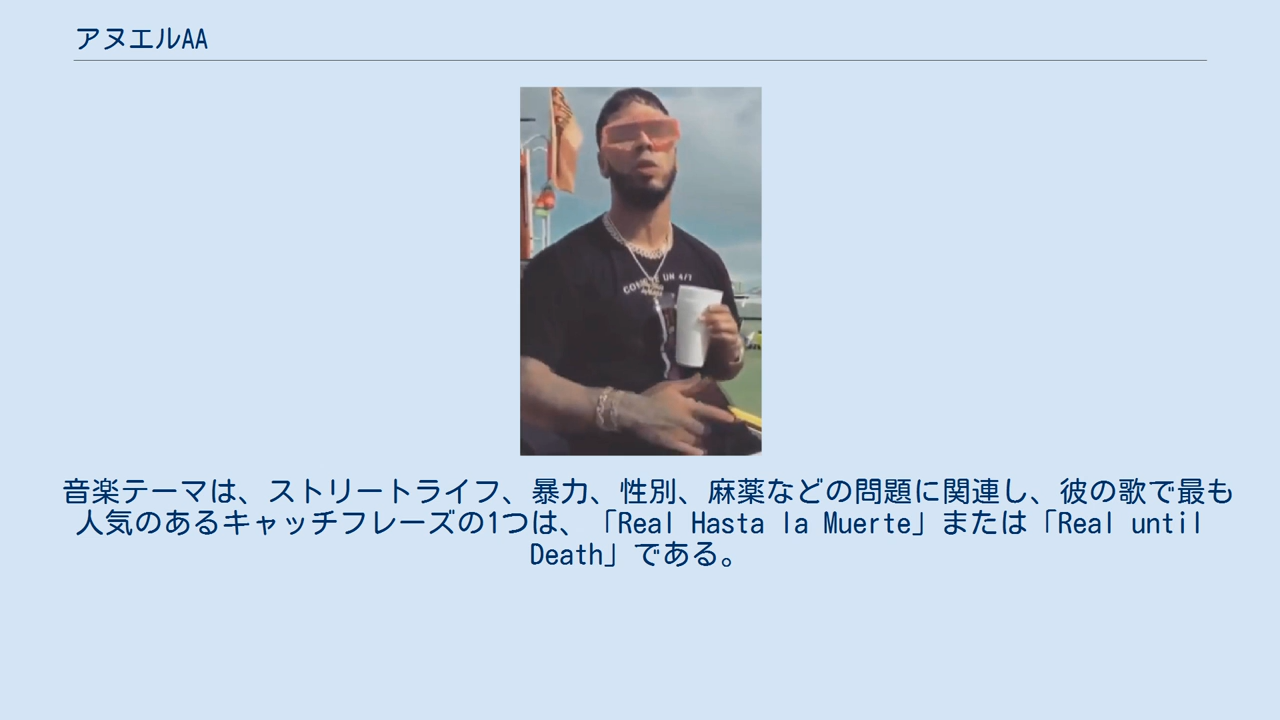 アヌエルAA
UN 4/7
音楽テーマは、ストリートライフ、暴力、性別、麻薬などの問題に関連し、彼の歌で最も
人気のあるキャッチフレーズの1つは、「Real Hasta la Muerte」または「Real until
Death」である。